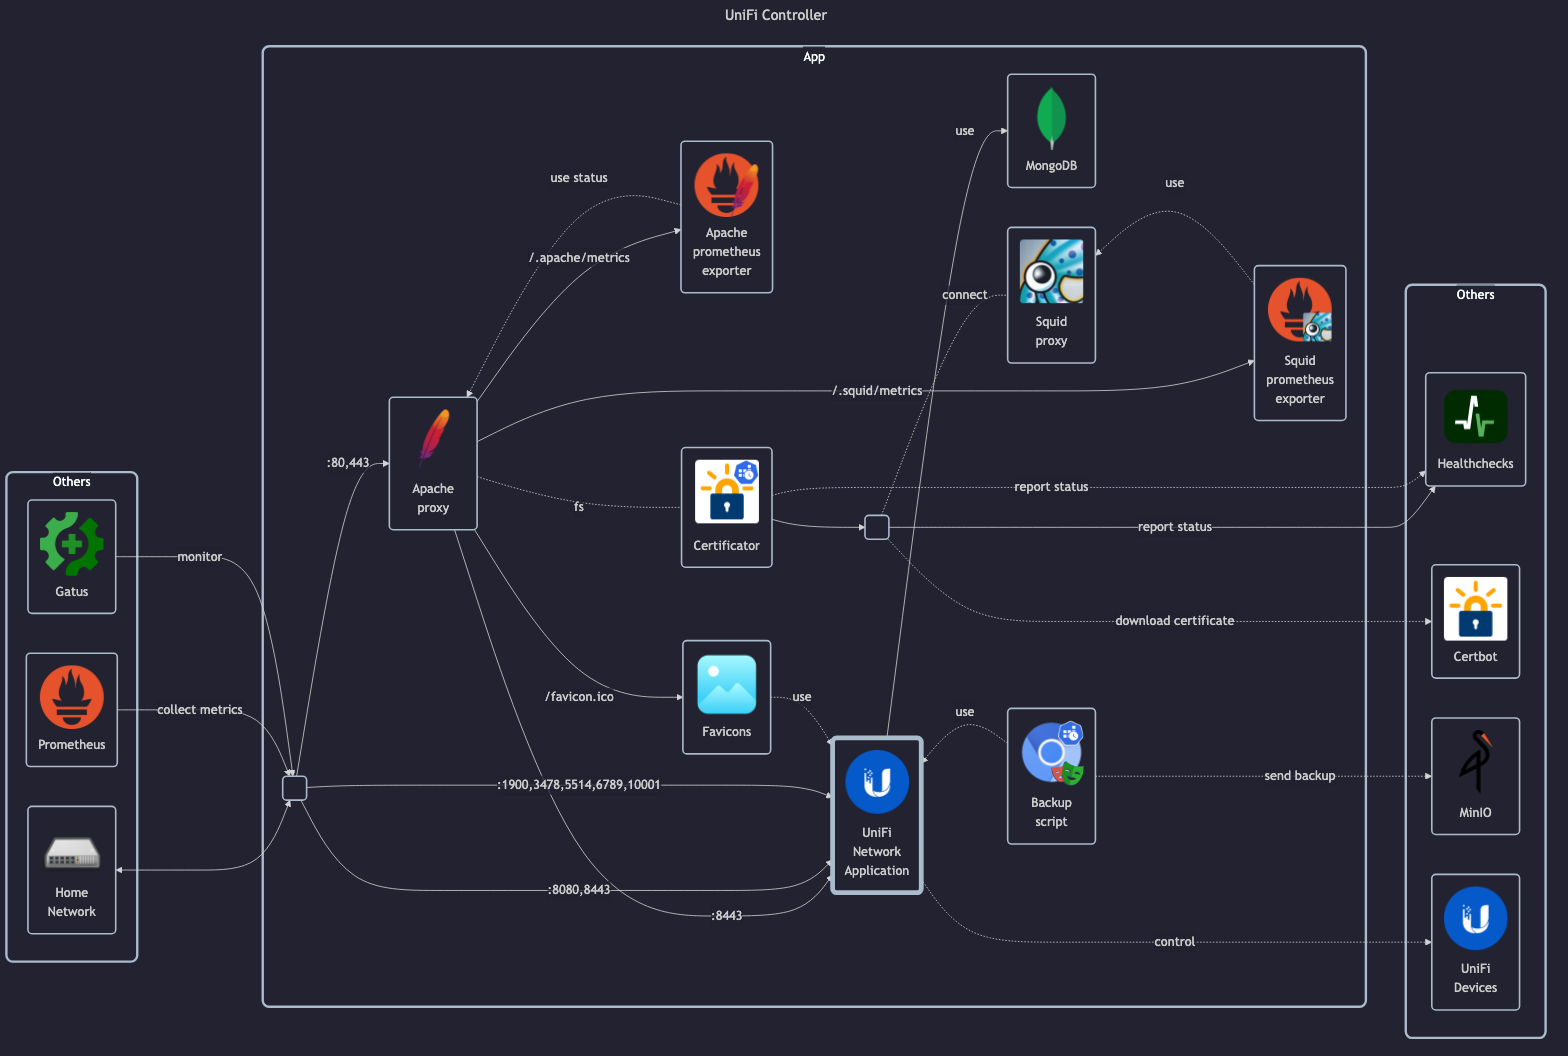 UniFi Controller
App
MongoDB
use
use status
Apache
prometheus
exporter
/.apache/metrics
use
connect
Squid
proxy
Squid
prometheus
exporter
/.squid/metrics
Others
Healthchecks
:80,443
Apache
proxy
fs
Certificator
report status
report status
Others
Gatus
monitor
download certificate
Certbot
Prometheus
collect metrics
/favicon.ico
Favicons
use
use
Backup
script
send backup
MinIO
:1900,3478,5514,6789,10001
UniFi
Network
Application
Home
Network
:8080,8443
:8443
control
UniFi
Devices